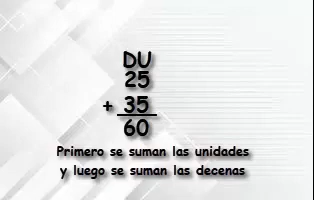 DU
25
+ 35
60
Primero se suman las unidades
y luego se suman las decenas